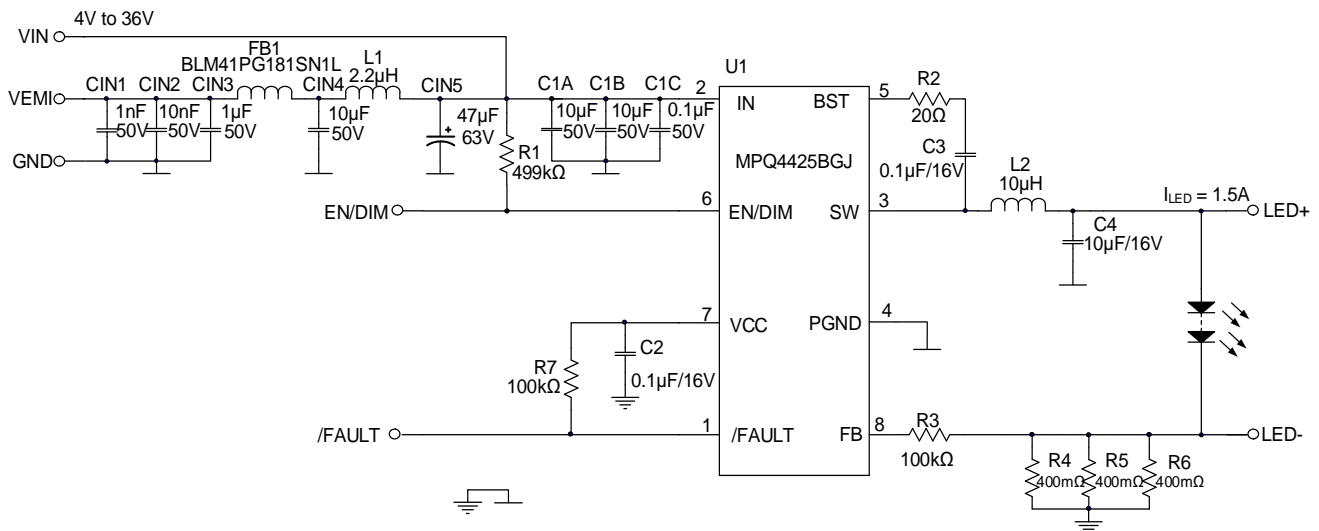 4V to 36V
VIN
FB1
BLM41PG181SN1L
L1
2.2µH
VEMI
CIN1
CIN2
CIN3
CIN4
CIN5
C1A
C1B
C1C
1nF
50V
10nF
50V
1µF
50V
10µF
50V
47µF
63V
10µF
50V
10µF
50V
0.1µF
50V
GND
R1
499kΩ
EN/DIM
U1
MPQ4425BGJ
2
IN
BST
5
6
EN/DIM
SW
3
7
VCC
PGND
4
1
/FAULT
FB
8
R2
20Ω
C3
0.1µF/16V
L2
10µH
ILED = 1.5A
LED+
C4
10µF/16V
R7
100kΩ
C2
0.1µF/16V
/FAULT
R3
100kΩ
LED-
R4
400mΩ
R5
400mΩ
R6
400mΩ